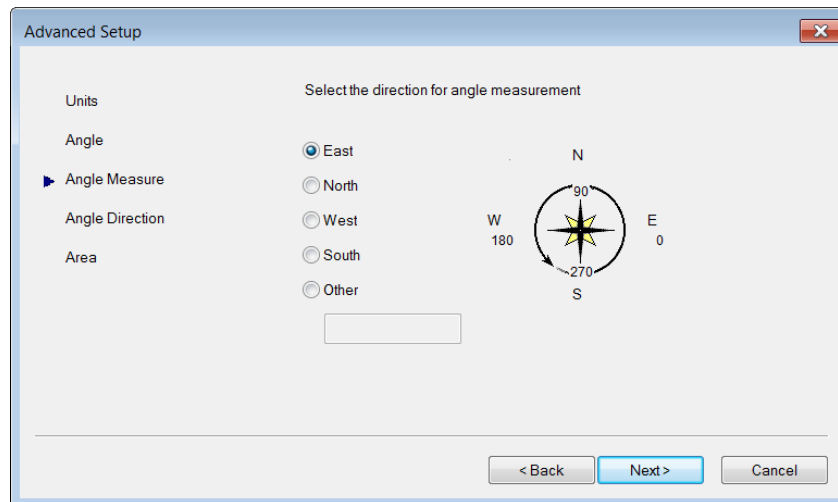 Advanced Setup
Units
Angle
Angle Measure
Angle Direction
Area
Select the direction for angle measurement
East
North
West
South
Other
N
90
W
180
E
0
270
S
< Back
Next >
Cancel